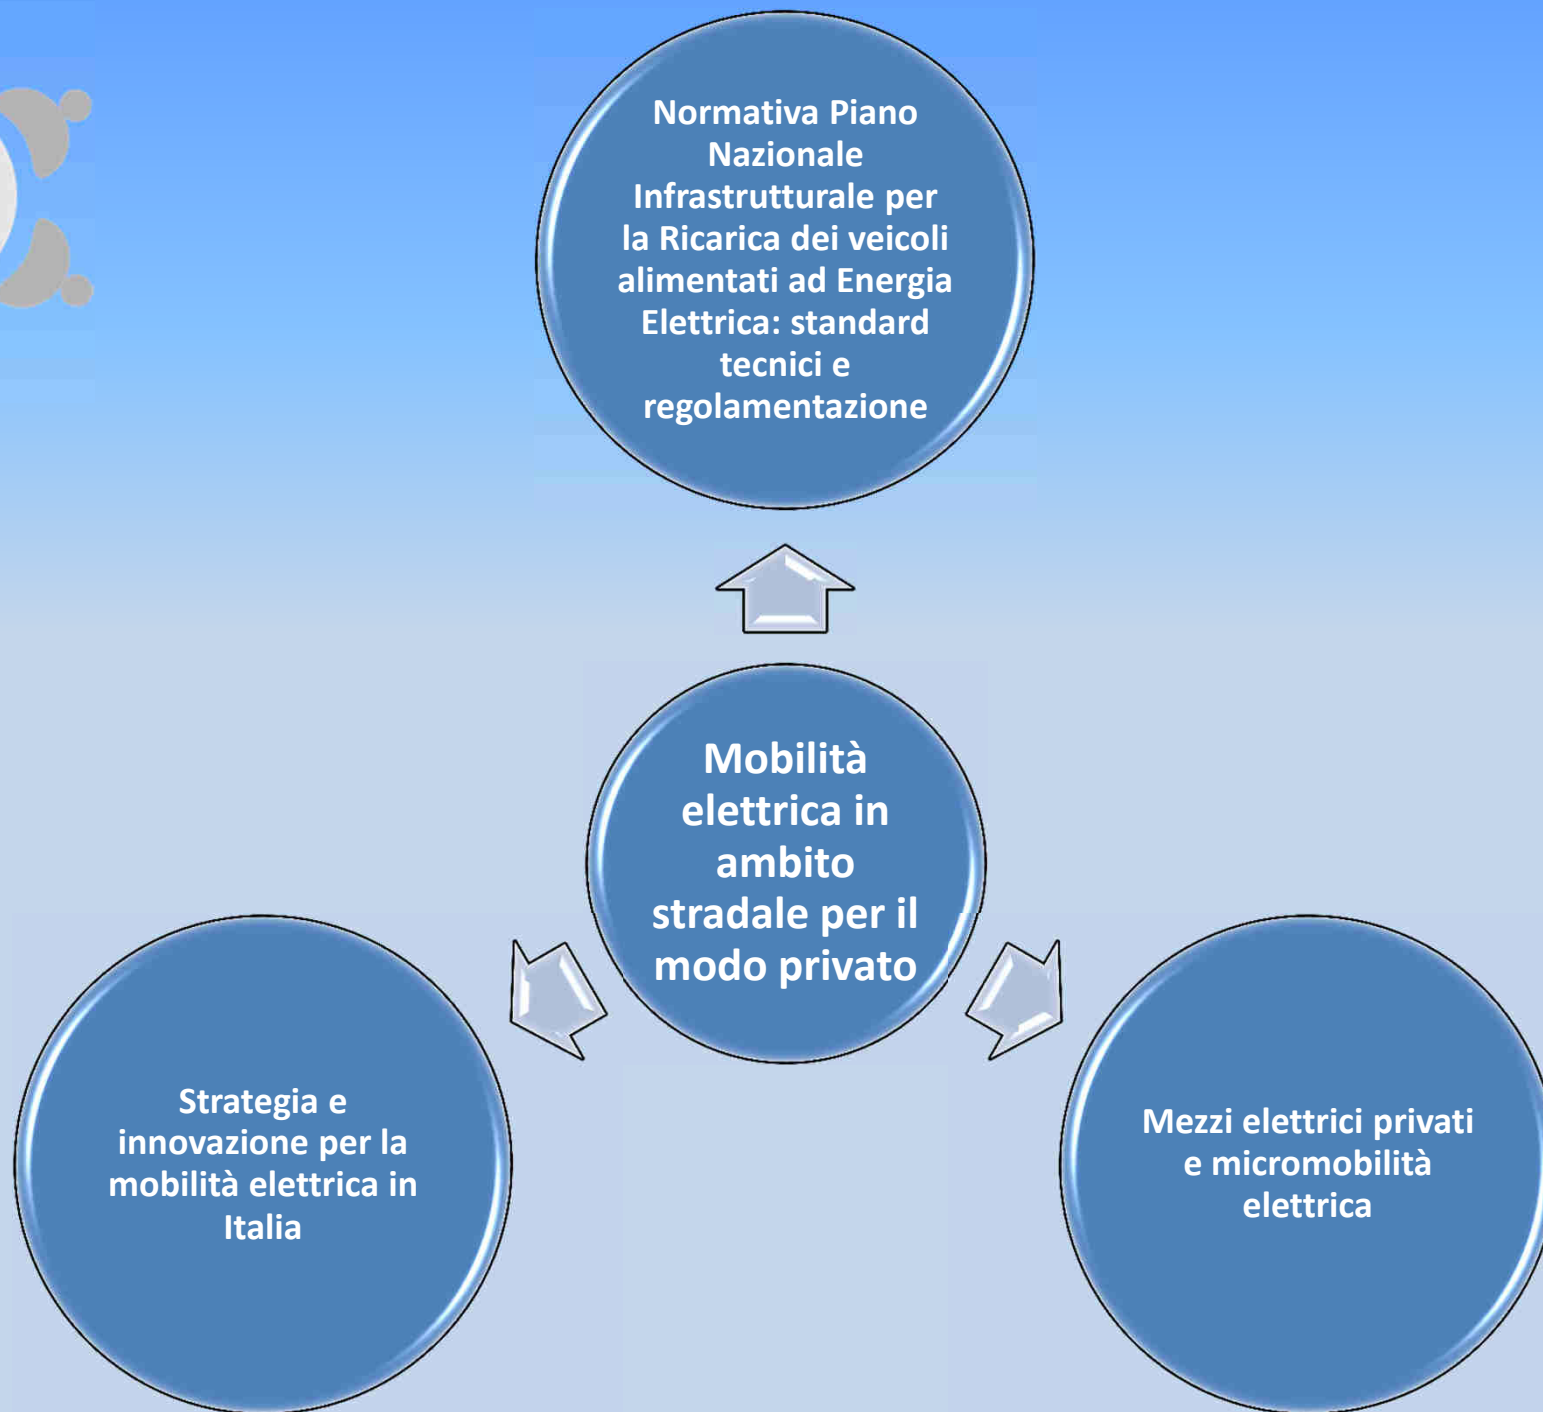 Normativa Piano
Nazionale
Infrastrutturale per
la Ricarica dei veicoli
alimentati ad Energia
Elettrica: standard
tecnici e
regolamentazione
Mobilità
elettrica in
ambito
stradale per il
modo privato
Strategia e
innovazione per la
mobilità elettrica in
Italia
Mezzi elettrici privati
e micromobilità
elettrica